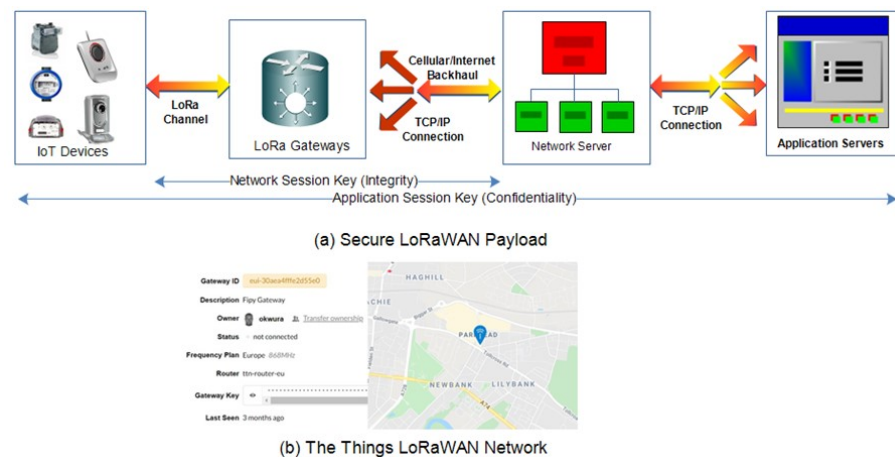 Cellular/Internet
Backhaul
LoRa
Channel
TCP/IP
Connection
TCP/IP
Connection
IoT Devices
LoRa Gateways
Network Server
Application Servers
Network Session Key (Integrity)
Application Session Key (Confidentiality)
(a) Secure LoRaWAN Payload
Gateway ID eui-30aea4fffe2d55e0
Description Fipy Gateway
Owner okwura Transfer ownership
Status not connected
Frequency Plan Europe 868MHz
Router ttn-router-eu
Gateway Key
Last Seen 3 months ago
HAGHILL
NEWBANK
LILYBANK
A74
(b) The Things LoRaWAN Network